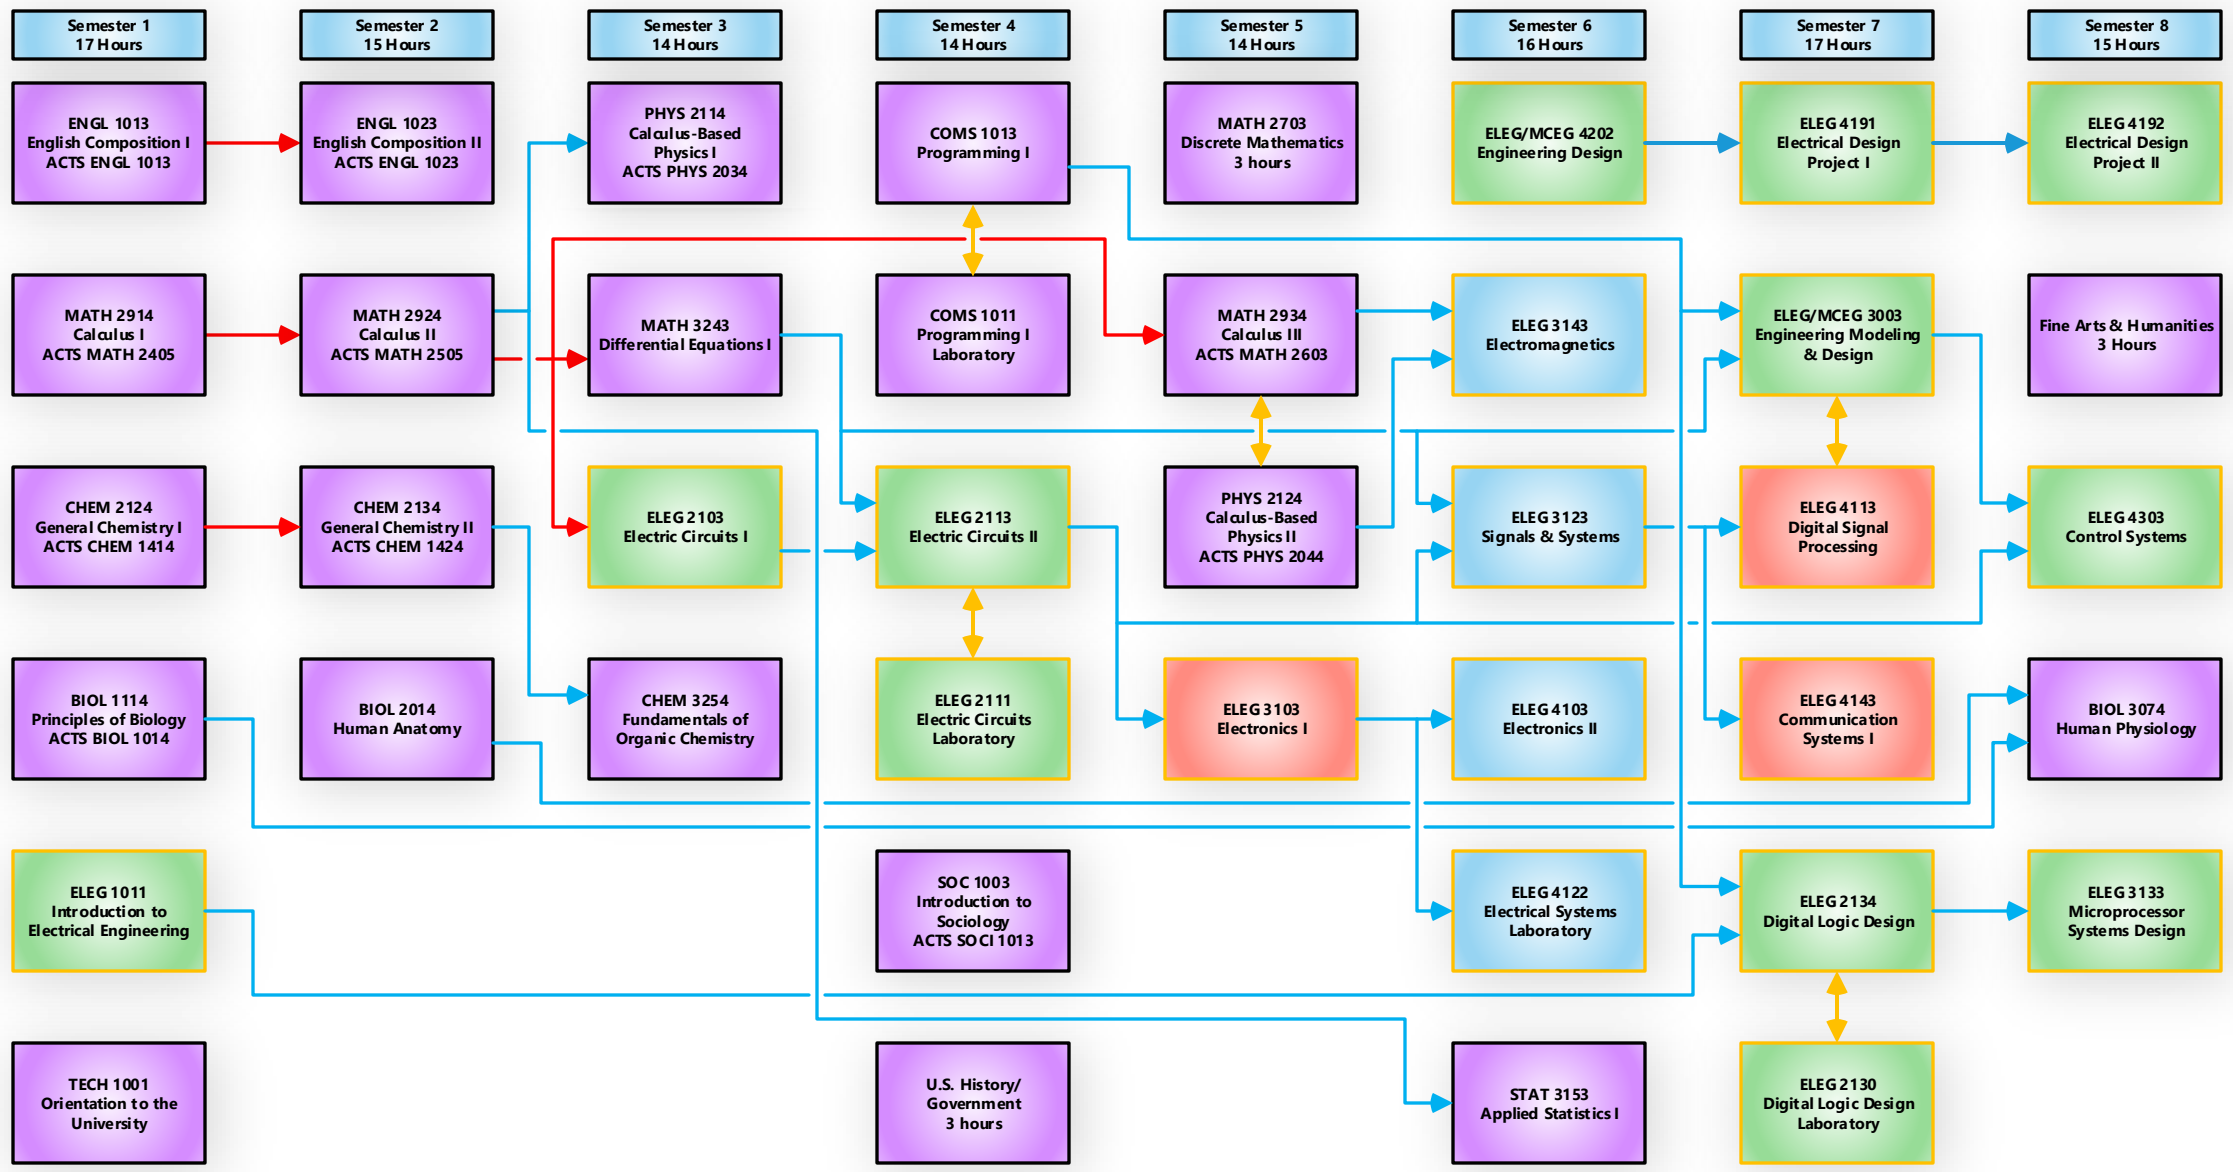 Semester 1
17 Hours
Semester 2
15 Hours
Semester 3
14 Hours
Semester 4
14 Hours
Semester 5
14 Hours
Semester 6
16 Hours
Semester 7
17 Hours
Semester 8
15 Hours
ENGL 1013
English Composition I
ACTS ENGL 1013
ENGL 1023
English Composition II
ACTS ENGL 1023
PHYS 2114
Calculus-Based
Physics I
ACTS PHYS 2034
COMS 1013
Programming I
MATH 2703
Discrete Mathematics
3 hours
ELEG/MCEG 4202
Engineering Design
ELEG 4191
Electrical Design
Project I
ELEG 4192
Electrical Design
Project II
MATH 2914
Calculus I
ACTS MATH 2405
MATH 2924
Calculus II
ACTS MATH 2505
MATH 3243
Differential Equations I
COMS 1011
Programming I
Laboratory
MATH 2934
Calculus III
ACTS MATH 2603
ELEG 3143
Electromagnetics
ELEG/MCEG 3003
Engineering Modeling
& Design
Fine Arts & Humanities
3 Hours
CHEM 2124
General Chemistry I
ACTS CHEM 1414
CHEM 2134
General Chemistry II
ACTS CHEM 1424
ELEG 2103
Electric Circuits I
ELEG 2113
Electric Circuits II
PHYS 2124
Calculus-Based
Physics II
ACTS PHYS 2044
ELEG 3123
Signals & Systems
ELEG 4113
Digital Signal
Processing
ELEG 4303
Control Systems
BIOL 1114
Principles of Biology
ACTS BIOL 1014
BIOL 2014
Human Anatomy
CHEM 3254
Fundamentals of
Organic Chemistry
ELEG 2111
Electric Circuits
Laboratory
ELEG 3103
Electronics I
ELEG 4103
Electronics II
ELEG 4143
Communication
Systems I
BIOL 3074
Human Physiology
ELEG 1011
Introduction to
Electrical Engineering
SOC 1003
Introduction to
Sociology
ACTS SOCI 1013
ELEG 4122
Electrical Systems
Laboratory
ELEG 2134
Digital Logic Design
ELEG 3133
Microprocessor
Systems Design
TECH 1001
Orientation to the
University
U.S. History/
Government
3 hours
STAT 3153
Applied Statistics I
ELEG 2130
Digital Logic Design
Laboratory